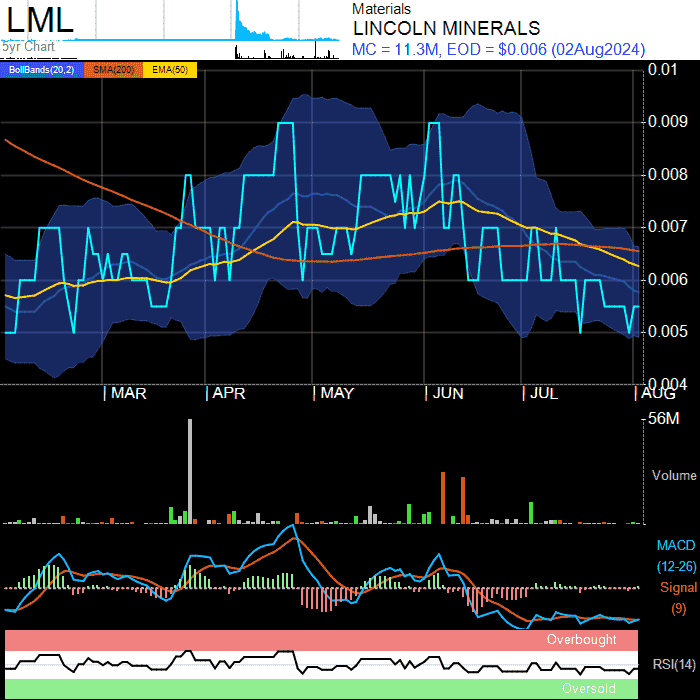 LML
Materials
LINCOLN MINERALS
5yr Chart
MC = 11.3M, EOD = $0.006 (02Aug2024)
BollBands(20,2) SMA(200) EMA(50)
0.01
0.009
0.008
0.007
0.006
0.005
0.004
MAR APR MAY JUN JUL AUG
56M
Volume
MACD
(12-26)
Signal
(9)
Overbought
RSI(14)
Oversold